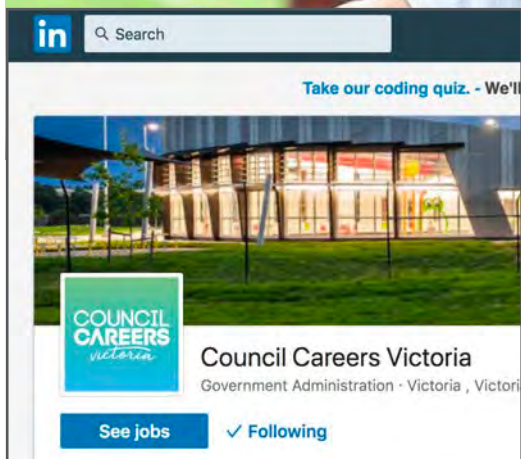 in
Search
Take our coding quiz. - We'll
COUNCIL
CAREERS
victoria
Council Careers Victoria
Government Administration · Victoria , Victori
See jobs ✓ Following